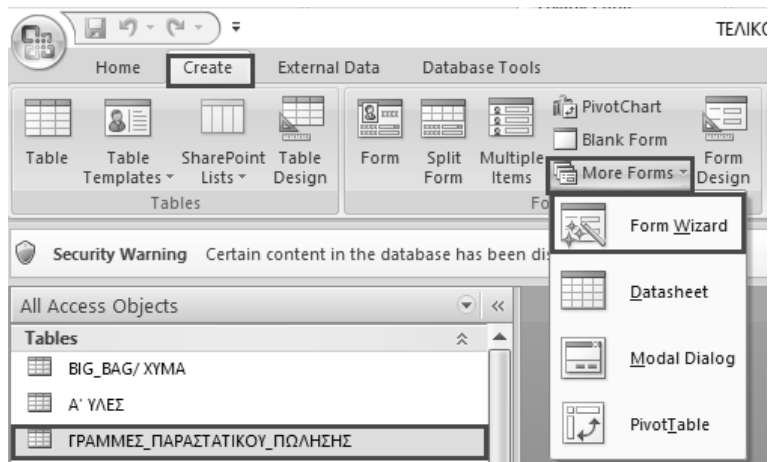 ΤΕΛΙΚΟ
Home Create External Data Database Tools
Table
Table Templates
SharePoint Lists
Table Design
Tables
Form
Split Form
Multiple Items
PivotChart
Blank Form
More Forms
Form Design
Fo
Form Wizard
Datasheet
Modal Dialog
PivotTable
Security Warning Certain content in the database has been dis
All Access Objects
Tables
BIG_BAG/ ΧΥΜΑ
Α' ΥΛΕΣ
ΓΡΑΜΜΕΣ_ΠΑΡΑΣΤΑΤΙΚΟΥ_ΠΩΛΗΣΗΣ